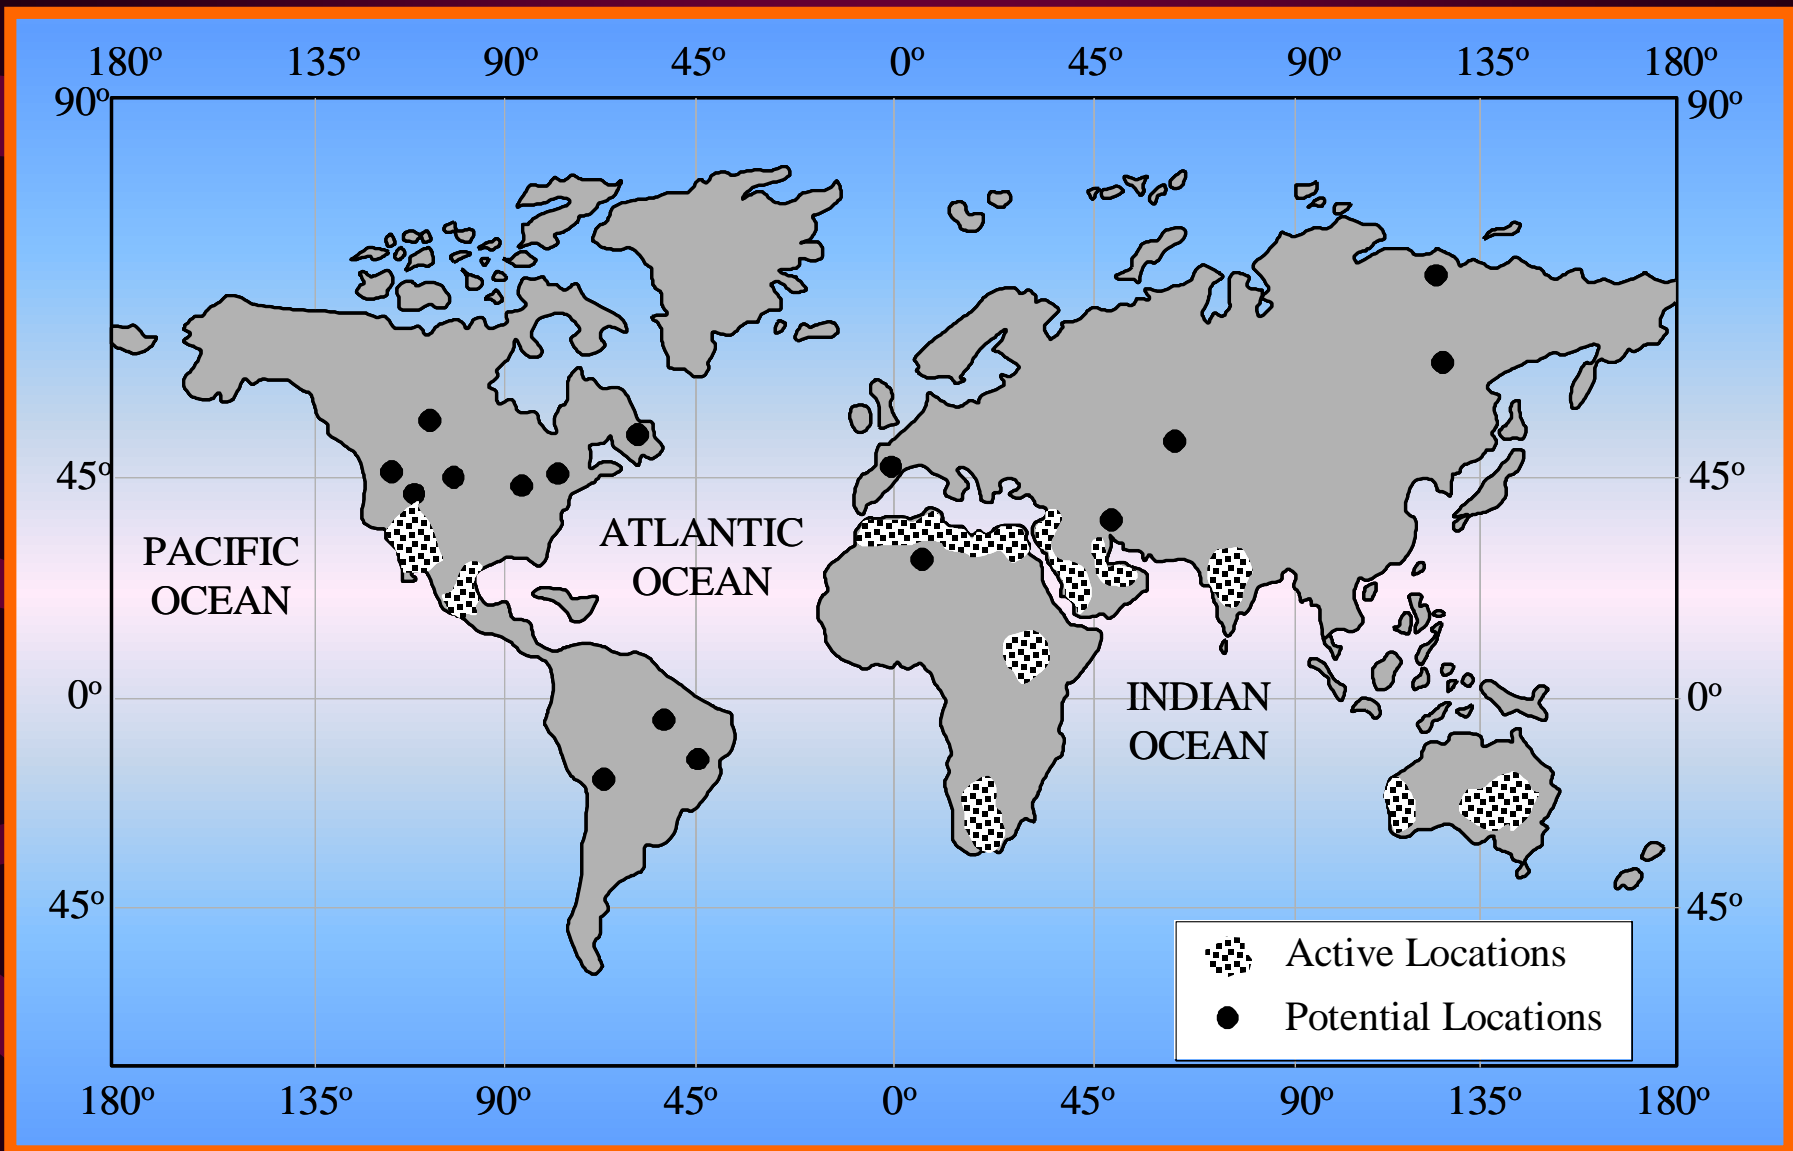 180º 135º 90º 45º 0º 45º 90º 135º 180º
90º 90º
ATLANTIC
OCEAN
PACIFIC
OCEAN
45º 45º
INDIAN
OCEAN
0º 0º
45º 45º
Active Locations
Potential Locations
180º 135º 90º 45º 0º 45º 90º 135º 180º